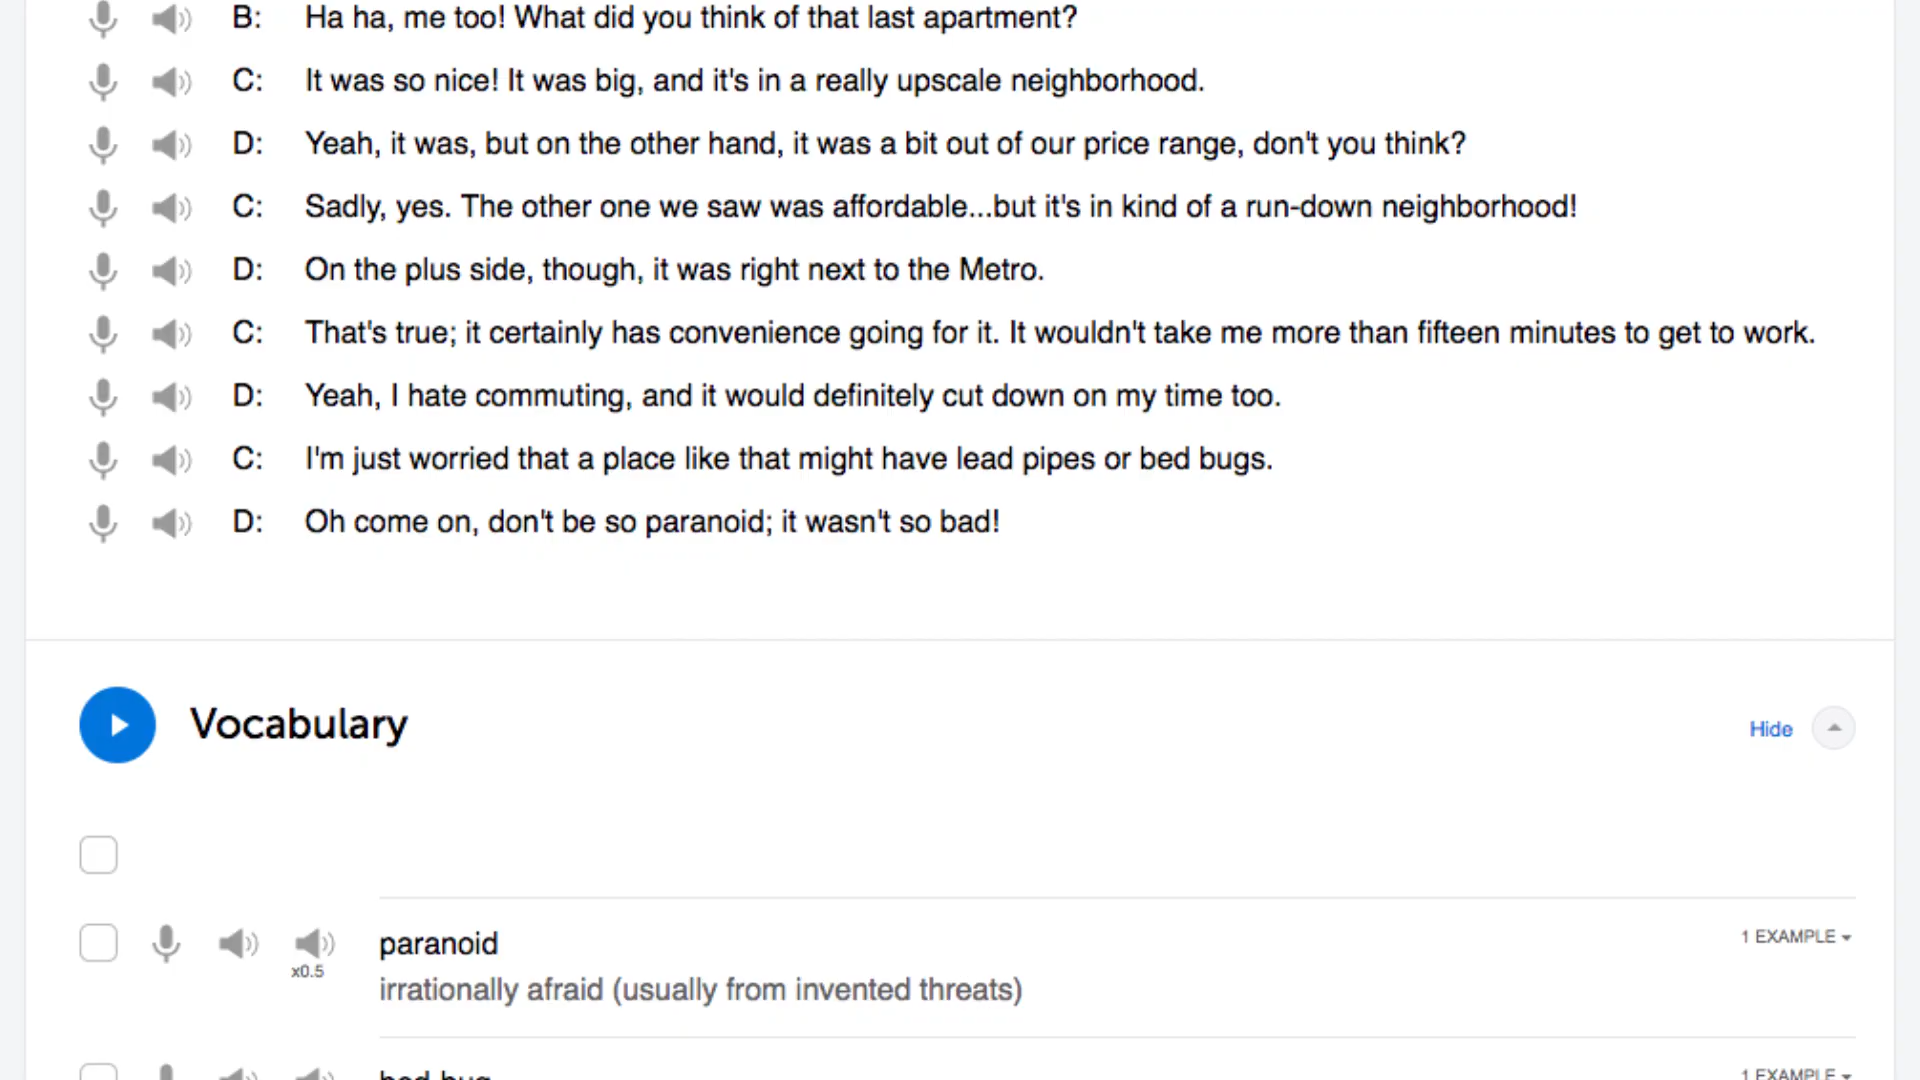 B: Ha ha, me too! What did you think of that last apartment?
C: It was so nice! It was big, and it's in a really upscale neighborhood.
D: Yeah, it was, but on the other hand, it was a bit out of our price range, don't you think?
C: Sadly, yes. The other one we saw was affordable...but it's in kind of a run-down neighborhood!
D: On the plus side, though, it was right next to the Metro.
C: That's true; it certainly has convenience going for it. It wouldn't take me more than fifteen minutes to get to work.
D: Yeah, I hate commuting, and it would definitely cut down on my time too.
C: I'm just worried that a place like that might have lead pipes or bed bugs.
D: Oh come on, don't be so paranoid; it wasn't so bad!
Vocabulary
Hide
paranoid
1 EXAMPLE
x0.5
irrationally afraid (usually from invented threats)
bed bug
1 EXAMPLE